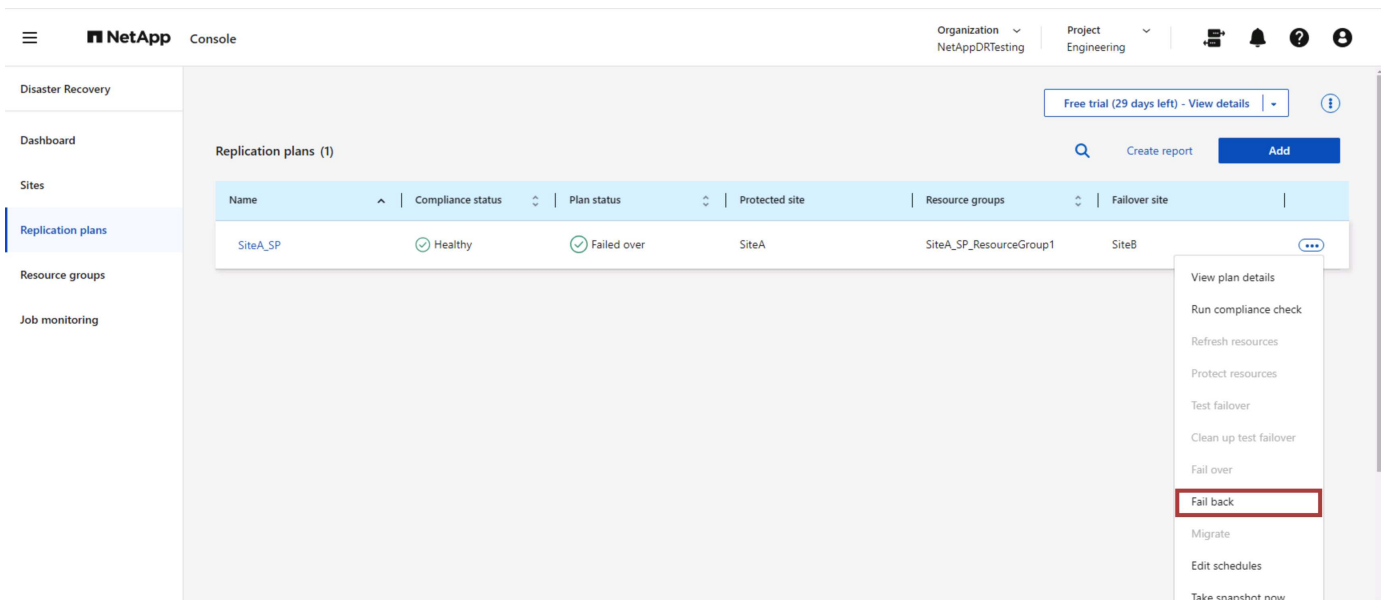 NetApp Console
Organization
NetAppDRTesting
Project
Engineering
Disaster Recovery
Dashboard
Sites
Replication plans
Resource groups
Job monitoring
Free trial (29 days left) - View details
Replication plans (1)
Create report
Add
Name Compliance status Plan status Protected site Resource groups Failover site
SiteA_SP Healthy Failed over SiteA SiteA_SP_ResourceGroup1 SiteB
View plan details
Run compliance check
Refresh resources
Protect resources
Test failover
Clean up test failover
Fail over
Fail back
Migrate
Edit schedules
Take snapshot now